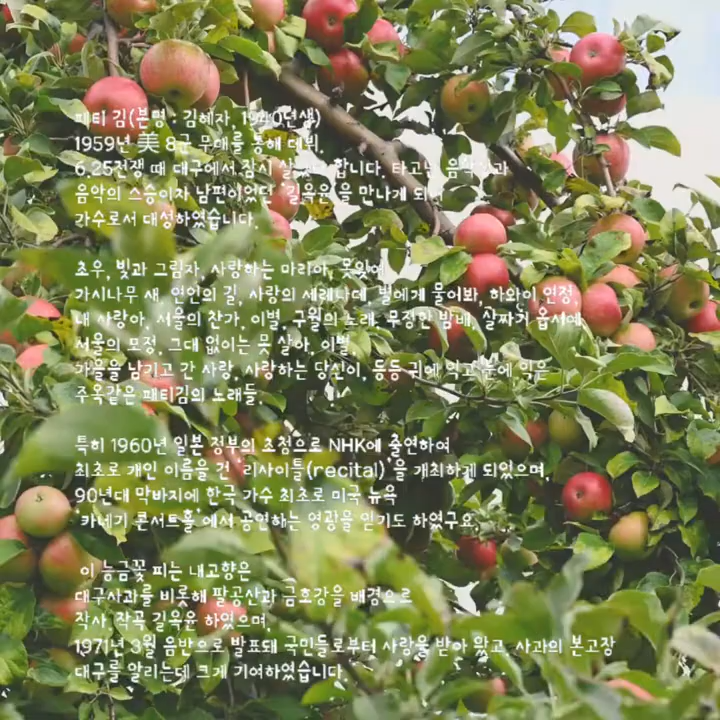 패티 김(본명 : 김혜자, 1940년생)
1959년 美 8군 무대를 통해 데뷔.
6.25전쟁 때 대구에서 잠시 살았다 합니다. 타고난 음악성과
음악의 스승이자 남편이었던 '길옥윤'을 만나게 되
가수로서 대성하였습니다.
초우, 빛과 그림자, 사랑하는 마리아, 못잊어
가시나무 새, 연인의 길, 사랑의 세레나데, 별에게 물어봐, 하와이 연정,
내 사랑아, 서울의 찬가, 이별, 구월의 노래, 무정한 밤배, 살짜기 옵서예
서울의 모정, 그대 없이는 못 살아, 이별,
가을을 남기고 간 사랑, 사랑하는 당신이, 등등 귀에 익고 눈에 익은
주옥같은 패티김의 노래들.
특히 1960년 일본 정부의 초청으로 NHK에 출연하여
최초로 개인 이름을 건 '리사이틀(recital)'을 개최하게 되었으며,
90년대 막바지에 한국 가수 최초로 미국 뉴욕
'카네기 콘서트홀'에서 공연하는 영광을 얻기도 하였구요.
이 능금꽃 피는 내고향은
대구사과를 비롯해 팔공산과 금호강을 배경으로
작사, 작곡 길옥윤 하였으며,
1971년 3월 음반으로 발표돼 국민들로부터 사랑을 받아 왔고, 사과의 본고장
대구를 알리는데 크게 기여하였습니다.